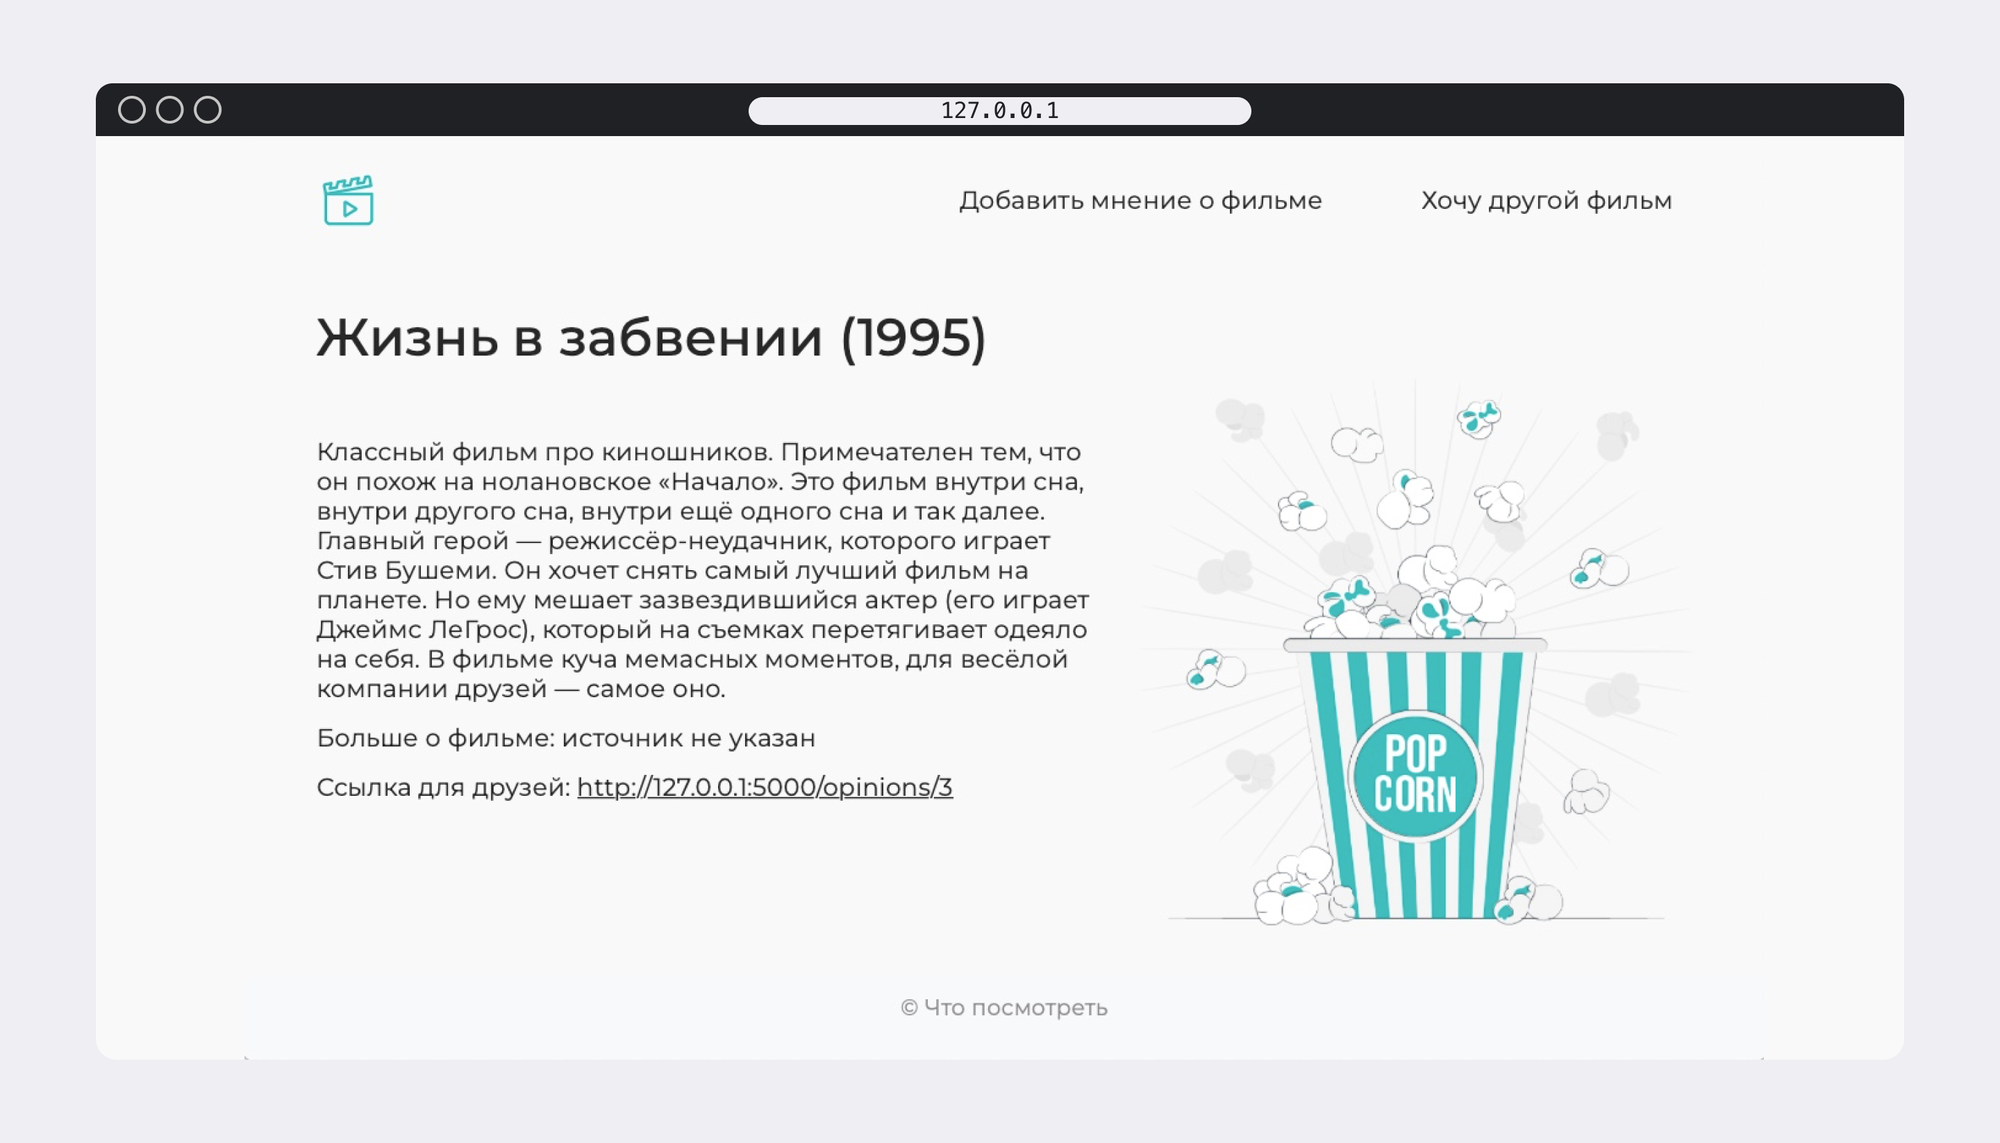 127.0.0.1
Добавить мнение о фильме
Хочу другой фильм
Жизнь в забвении (1995)
Классный фильм про киношников. Примечателен тем, что
он похож на нолановское «Начало». Это фильм внутри сна,
внутри другого сна, внутри ещё одного сна и так далее.
Главный герой — режиссёр-неудачник, которого играет
Стив Бушеми. Он хочет снять самый лучший фильм на
планете. Но ему мешает зазвездившийся актер (его играет
Джеймс ЛеГрос), который на съемках перетягивает одеяло
на себя. В фильме куча мемасных моментов, для весёлой
компании друзей — самое оно.
Больше о фильме: источник не указан
Ссылка для друзей: http://127.0.0.1:5000/opinions/3
POP
CORN
© Что посмотреть